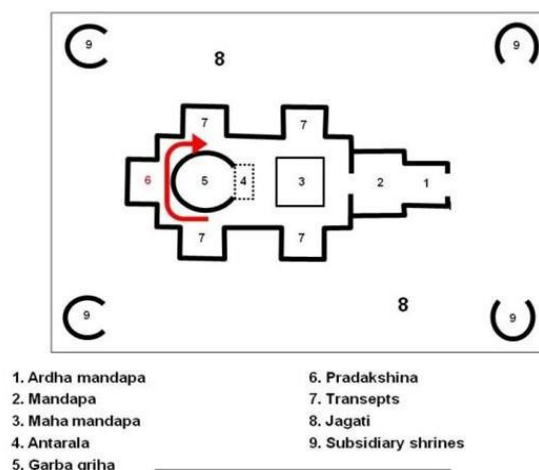 9
9
8
7
7
6
5
4
3
2
1
7
7
8
9
9
1. Ardha mandapa
2. Mandapa
3. Maha mandapa
4. Antarala
5. Garba griha
6. Pradakshina
7. Transepts
8. Jagati
9. Subsidiary shrines